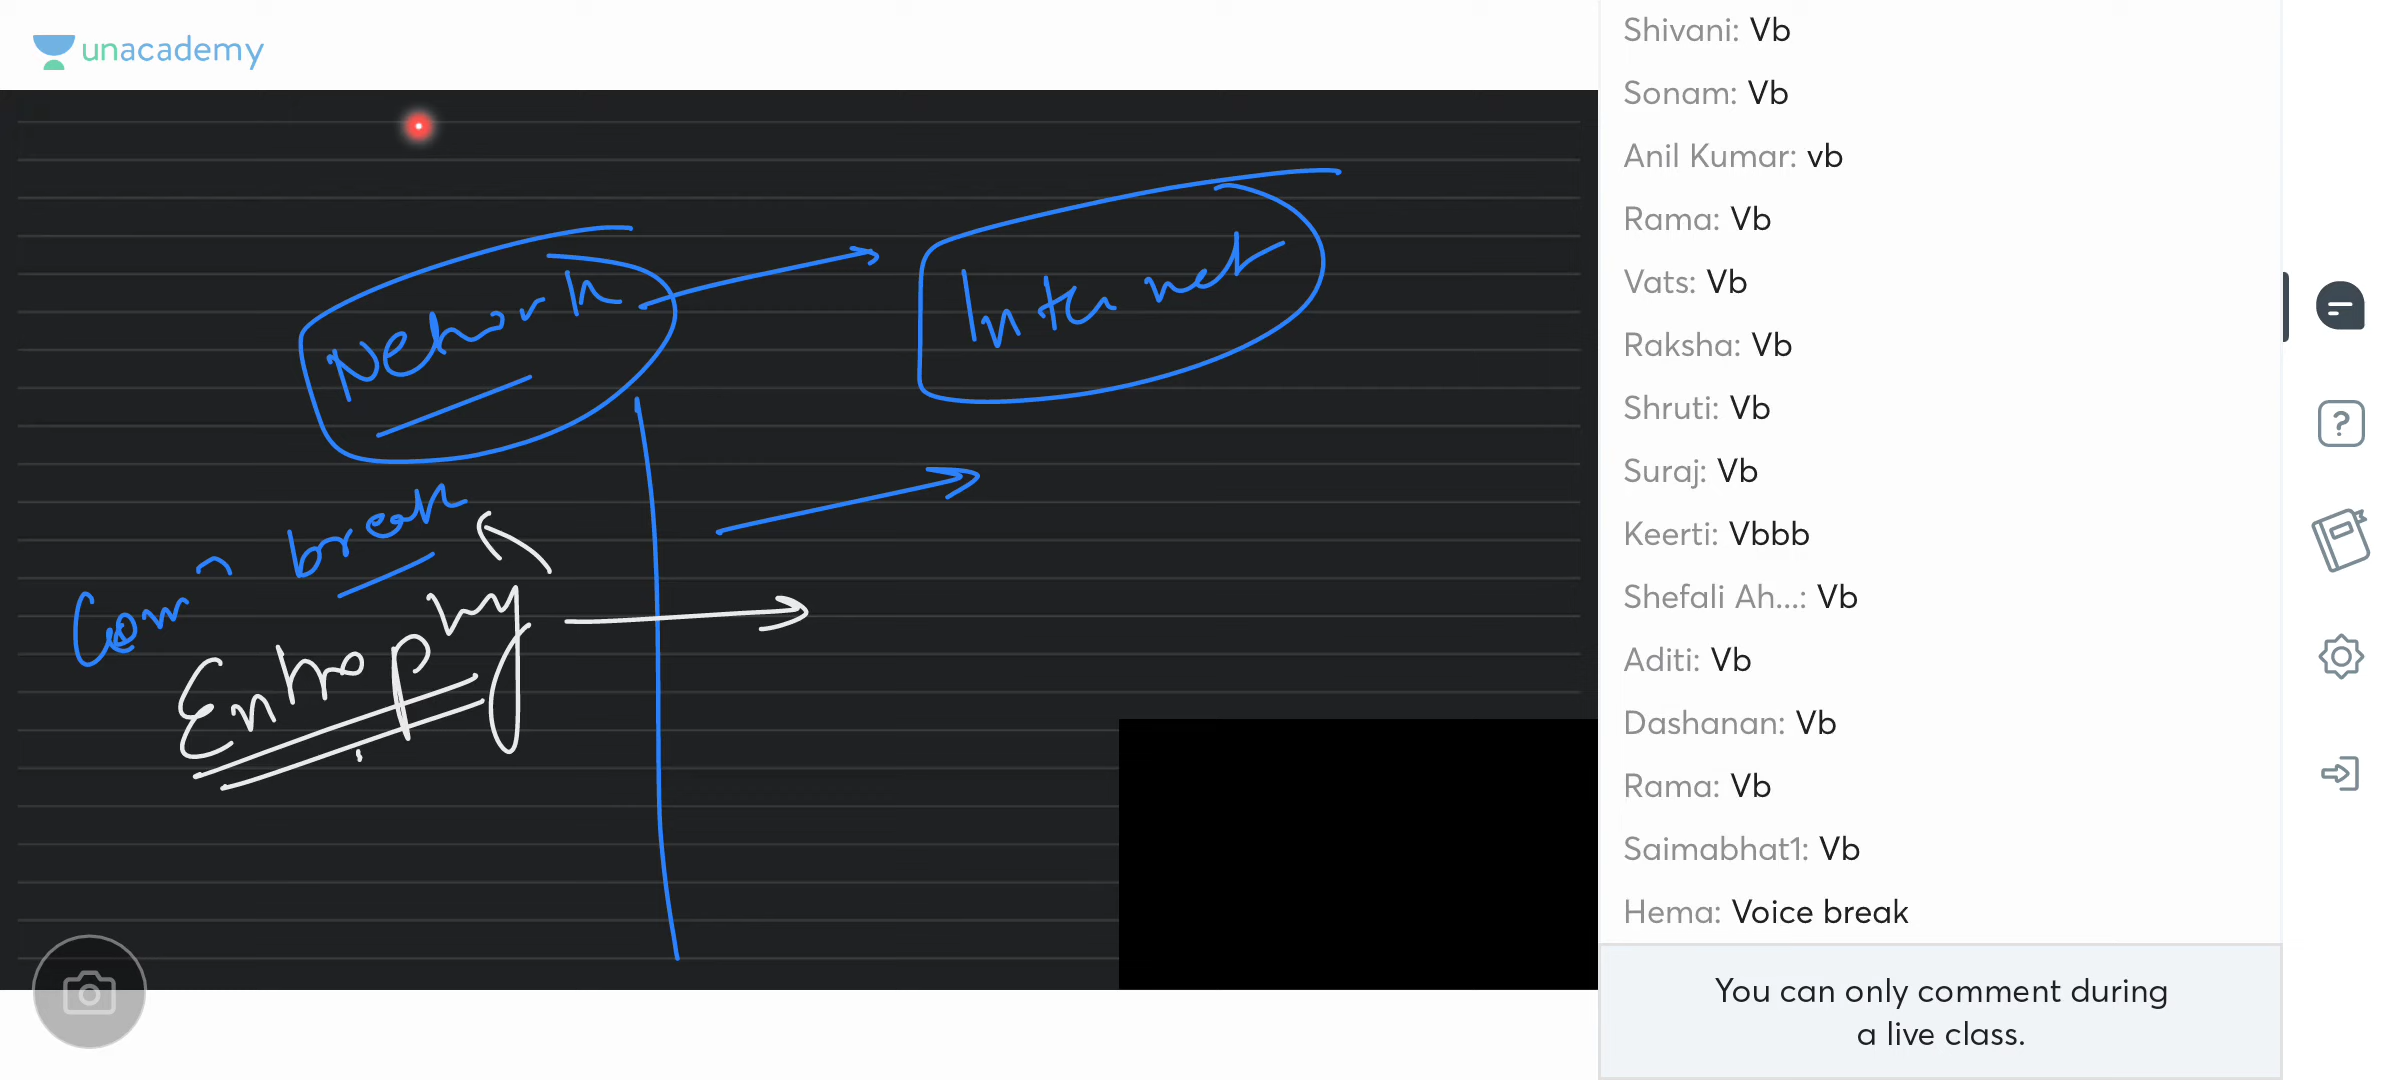 unacademy
Network
Internet
Comn break
Entropy
Shivani: Vb
Sonam: Vb
Anil Kumar: vb
Rama: Vb
Vats: Vb
Raksha: Vb
Shruti: Vb
Suraj: Vb
Keerti: Vbbb
Shefali Ah...: Vb
Aditi: Vb
Dashanan: Vb
Rama: Vb
Saimabhat1: Vb
Hema: Voice break
You can only comment during
a live class.
?